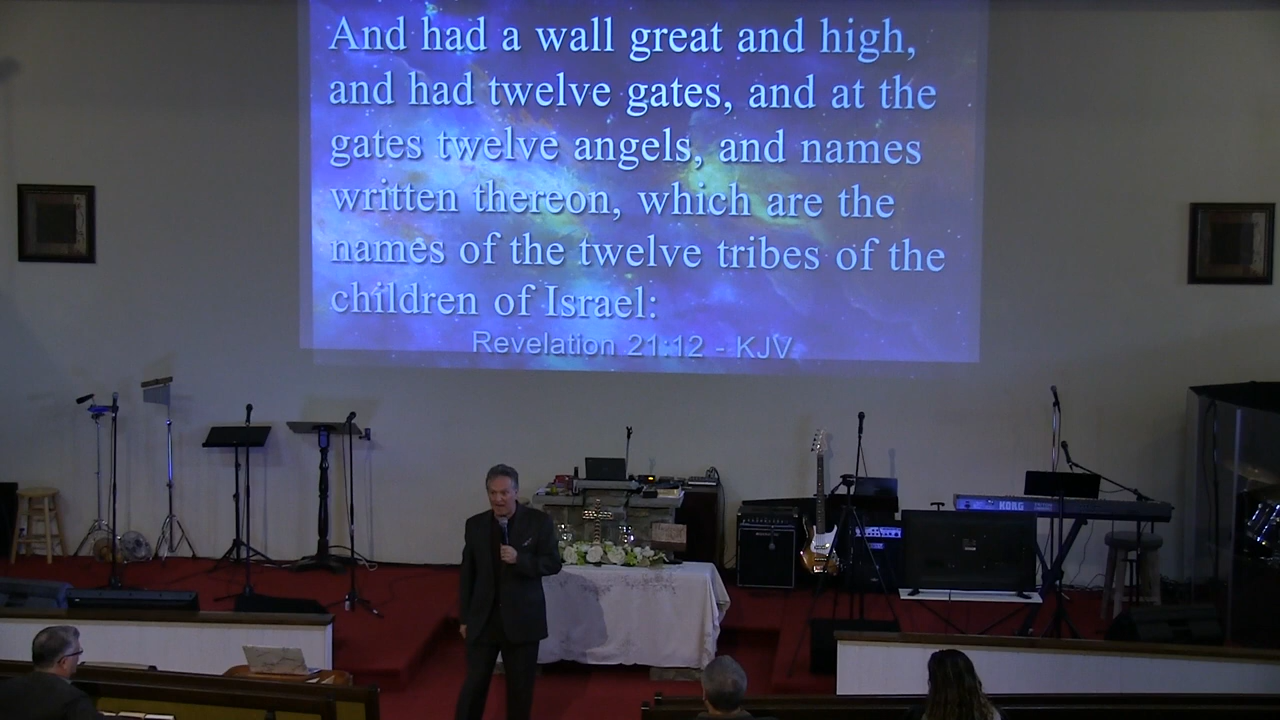 And had a wall great and high,
and had twelve gates, and at the
gates twelve angels, and names
written thereon, which are the
names of the twelve tribes of the
children of Israel:
Revelation 21:12 - KJV
KORG